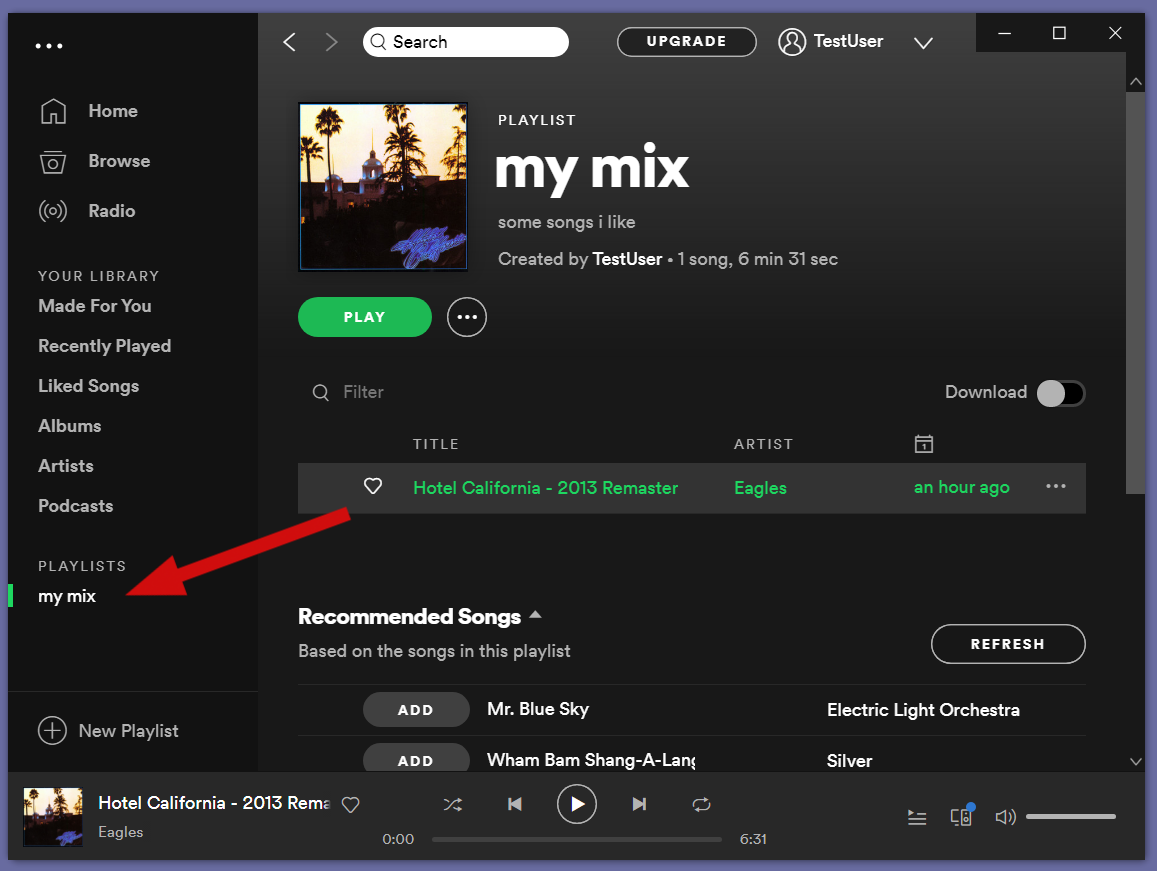 Search
UPGRADE
TestUser
Home
Browse
Radio
YOUR LIBRARY
Made For You
Recently Played
Liked Songs
Albums
Artists
Podcasts
PLAYLISTS
my mix
New Playlist
PLAYLIST
my mix
some songs i like
Created by TestUser • 1 song, 6 min 31 sec
PLAY
Filter
Download
TITLE ARTIST 1
Hotel California - 2013 Remaster Eagles an hour ago
Recommended Songs
Based on the songs in this playlist
REFRESH
ADD Mr. Blue Sky Electric Light Orchestra
ADD Wham Bam Shang-A-Lang Silver
Hotel California - 2013 Rema
Eagles
0:00 6:31